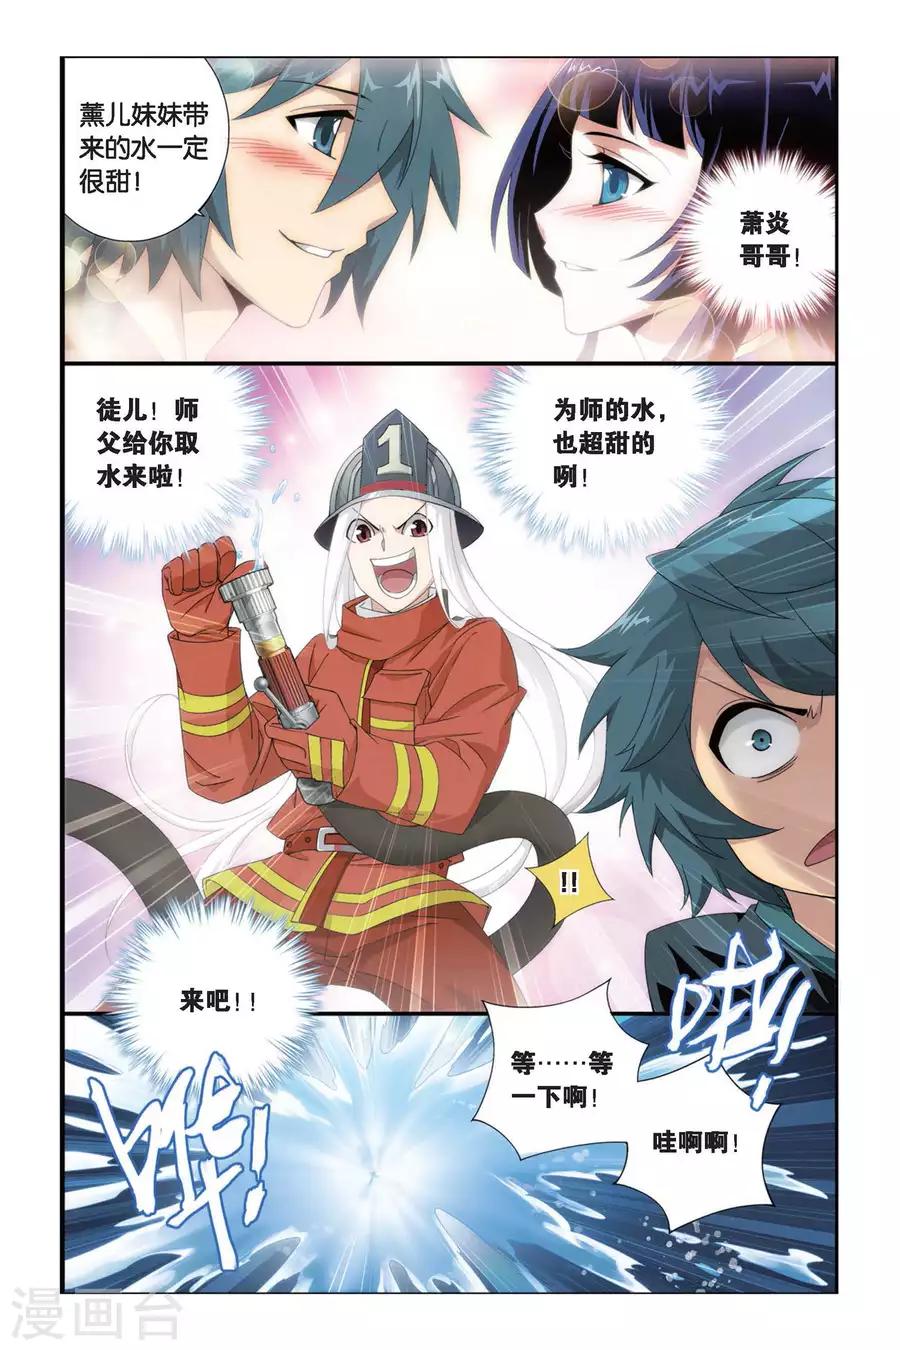 薰儿妹妹带
来的水一定
很甜！
萧炎
哥哥！
徒儿！师
父给你取
水来啦！
为师的水，
也超甜的
咧！
1
!!
来吧！！
哦！
等……等
一下啊！
哗！
哇啊啊！
漫画台